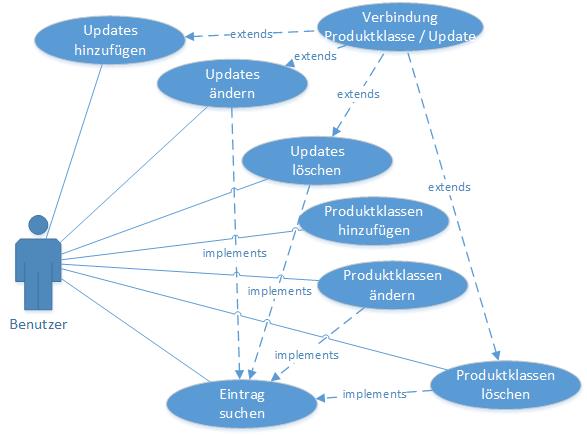 Updates
hinzufügen
extends
Verbindung
Produktklasse / Update
extends
Updates
ändern
extends
Updates
löschen
extends
Produktklassen
hinzufügen
implements
Produktklassen
ändern
implements
Benutzer
implements
Produktklassen
löschen
implements
Eintrag
suchen